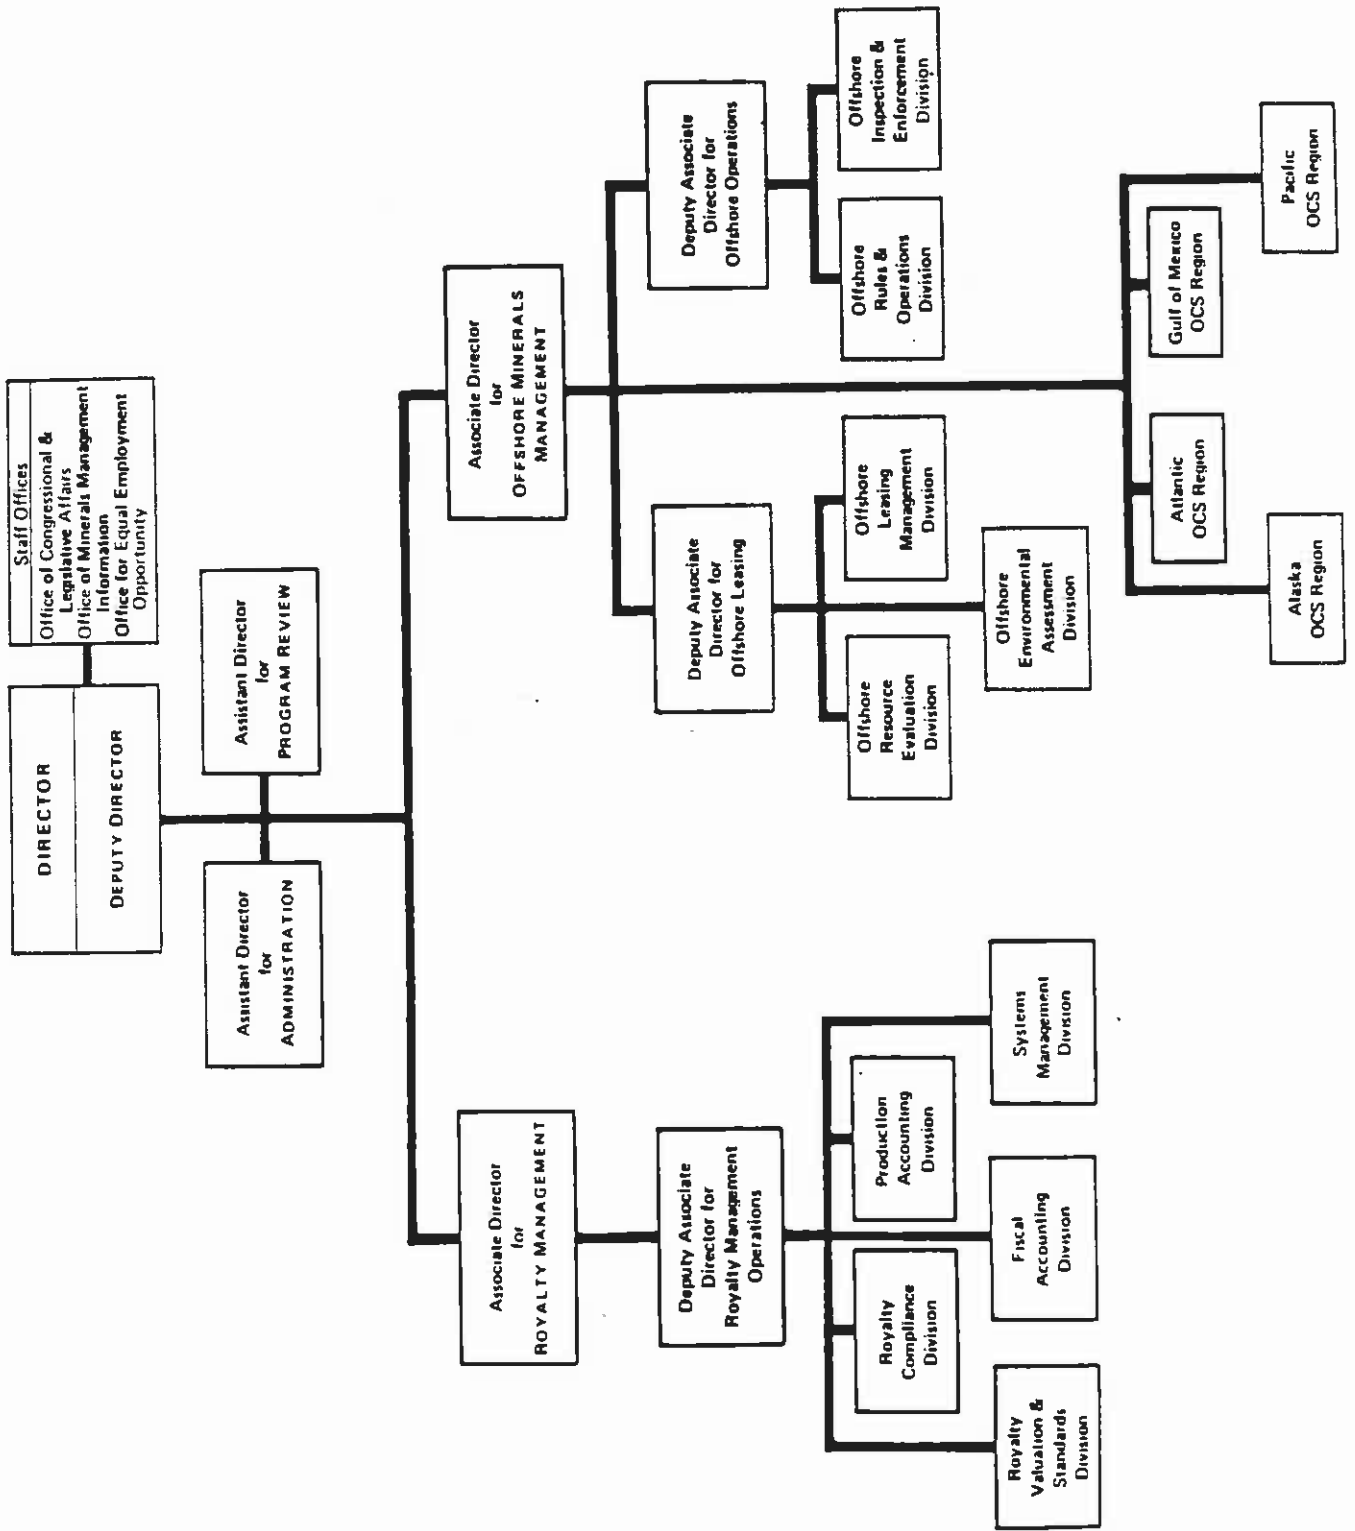 DIRECTOR
DEPUTY DIRECTOR
Staff Offices
Office of Congressional &
Legislative Affairs
Office of Minerals Management
Information
Office for Equal Employment
Opportunity
Assistant Director
for
ADMINISTRATION
Assistant Director
for
PROGRAM REVIEW
Associate Director
for
ROYALTY MANAGEMENT
Associate Director
for
OFFSHORE MINERALS
MANAGEMENT
Deputy Associate
Director for
Royalty Management
Operations
Deputy Associate
Director for
Offshore Leasing
Deputy Associate
Director for
Offshore Operations
Royalty
Compliance
Division
Production
Accounting
Division
Royalty
Valuation &
Standards
Division
Fiscal
Accounting
Division
Systems
Management
Division
Offshore
Resource
Evaluation
Division
Offshore
Leasing
Management
Division
Offshore
Environmental
Assessment
Division
Offshore
Rules &
Operations
Division
Offshore
Inspection &
Enforcement
Division
Alaska
OCS Region
Atlantic
OCS Region
Gulf of Mexico
OCS Region
Pacific
OCS Region